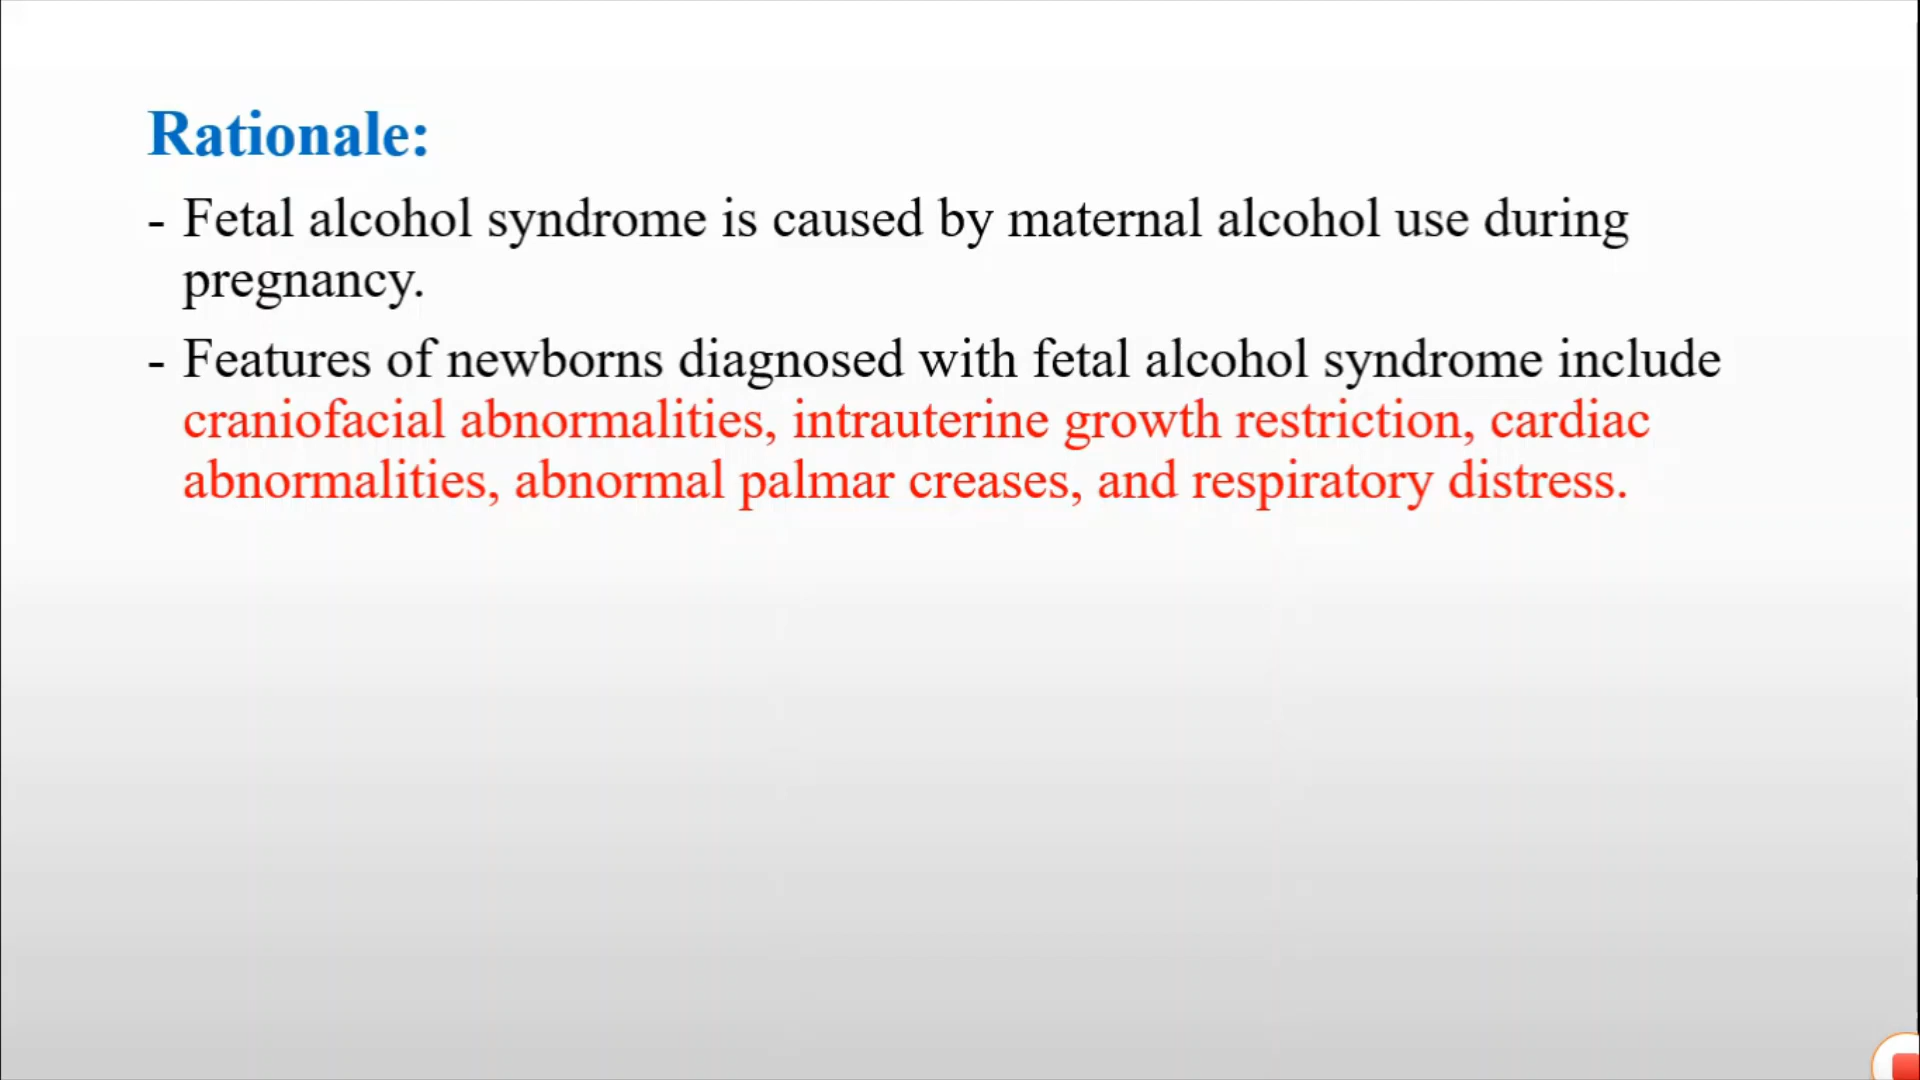 Rationale:
- Fetal alcohol syndrome is caused by maternal alcohol use during
pregnancy.
- Features of newborns diagnosed with fetal alcohol syndrome include
craniofacial abnormalities, intrauterine growth restriction, cardiac
abnormalities, abnormal palmar creases, and respiratory distress.